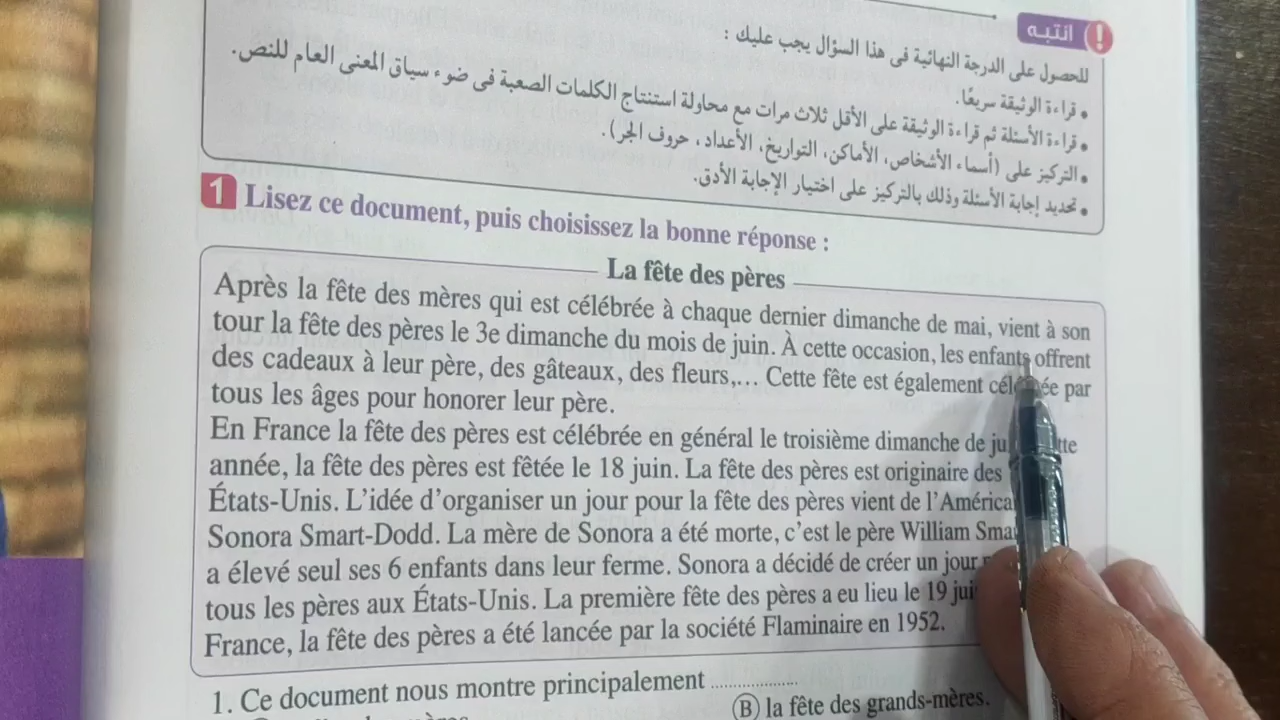 انتبه !
للحصول على الدرجة النهائية فى هذا السؤال يجب عليك :
• قراءة الوثيقة سريعًا.
• قراءة الأسئلة ثم قراءة الوثيقة على الأقل ثلاث مرات مع محاولة استنتاج الكلمات الصعبة فى ضوء سياق المعنى العام للنص.
• التركيز على (أسماء الأشخاص، الأماكن، التواريخ، الأعداد، حروف الجر).
• تحديد إجابة الأسئلة وذلك بالتركيز على اختيار الإجابة الأدق.
1 Lisez ce document, puis choisissez la bonne réponse :
La fête des pères
Après la fête des mères qui est célébrée à chaque dernier dimanche de mai, vient à son
tour la fête des pères le 3e dimanche du mois de juin. À cette occasion, les enfants offrent
des cadeaux à leur père, des gâteaux, des fleurs,... Cette fête est également par
tous les âges pour honorer leur père.
En France la fête des pères est célébrée en général le troisième dimanche de
année, la fête des pères est fêtée le 18 juin. La fête des pères est originaire des
États-Unis. L'idée d'organiser un jour pour la fête des pères vient de
Sonora Smart-Dodd. La mère de Sonora a été morte, c'est le père William
a élevé seul ses 6 enfants dans leur ferme. Sonora a décidé de créer un jour
tous les pères aux États-Unis. La première fête des pères a eu lieu le 19
France, la fête des pères a été lancée par la société Flaminaire en 1952.
1. Ce document nous montre principalement ....................
B la fête des grands-mères.